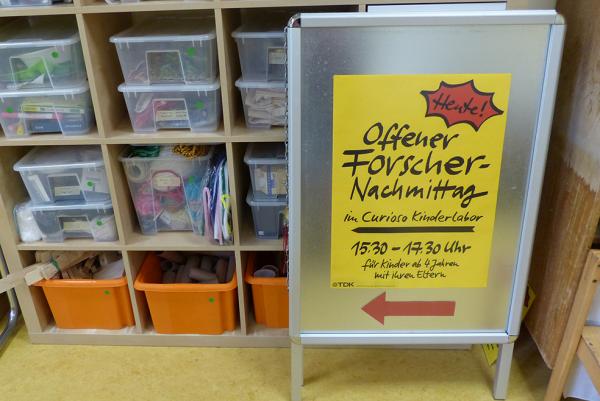 Heute!
Offener
Forscher-
Nachmittag
im Curioso Kinderlabor
15.30 - 17.30 Uhr
für Kinder ab 4 Jahren
mit ihren Eltern
©TDK